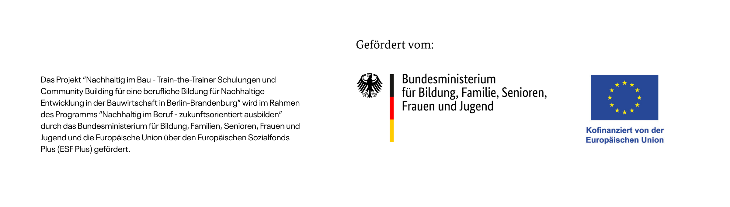 Das Projekt "Nachhaltig im Bau - Train-the-Trainer Schulungen und
Community Building für eine berufliche Bildung für Nachhaltige
Entwicklung in der Bauwirtschaft in Berlin-Brandenburg" wird im Rahmen
des Programms "Nachhaltig im Beruf - zukunftsorientiert ausbilden"
durch das Bundesministerium für Bildung, Familien, Senioren, Frauen und
Jugend und die Europäische Union über den Europäischen Sozialfonds
Plus (ESF Plus) gefördert.
Gefördert vom:
Bundesministerium
für Bildung, Familie, Senioren,
Frauen und Jugend
Kofinanziert von der
Europäischen Union